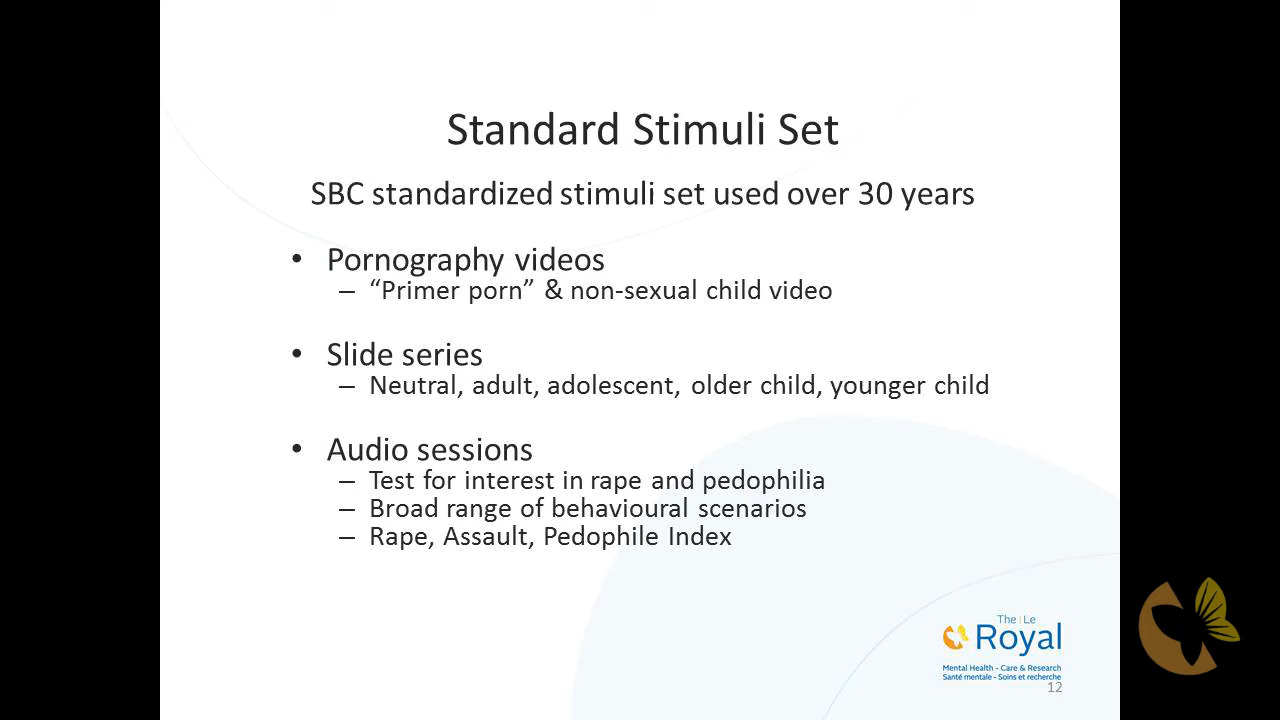 Standard Stimuli Set
SBC standardized stimuli set used over 30 years
• Pornography videos
– “Primer porn” & non-sexual child video
• Slide series
– Neutral, adult, adolescent, older child, younger child
• Audio sessions
– Test for interest in rape and pedophilia
– Broad range of behavioural scenarios
– Rape, Assault, Pedophile Index
The | Le
Royal
Mental Health - Care & Research
Santé mentale - Soins et recherche
12